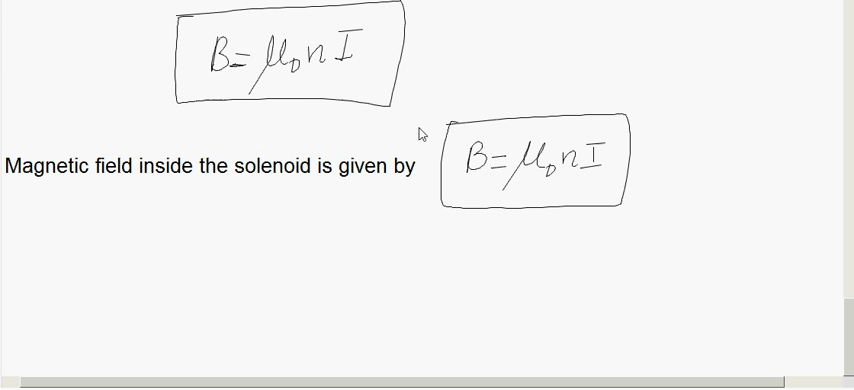 B=μ₀nI
Magnetic field inside the solenoid is given by B=μ₀nI